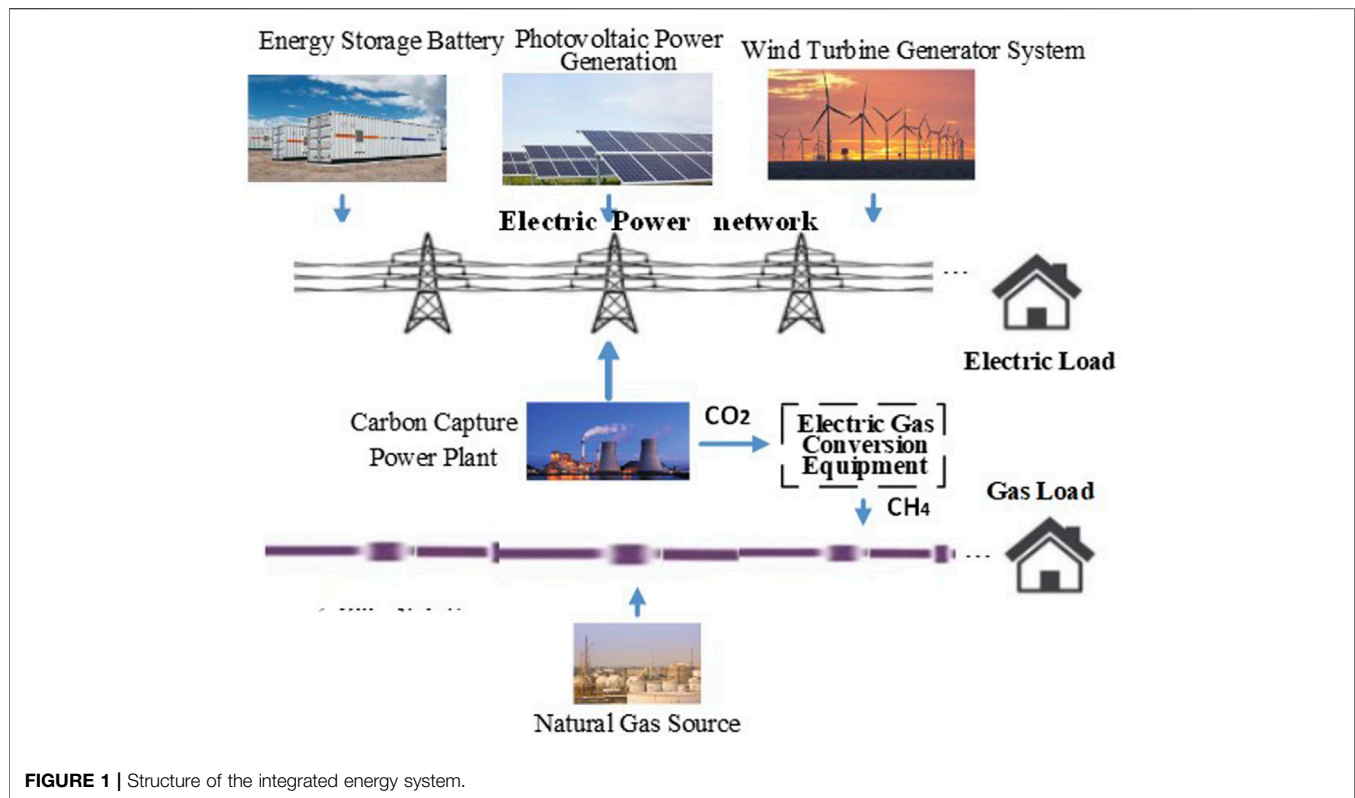 Energy Storage Battery
Photovoltaic Power
Generation
Wind Turbine Generator System
Electric Power network
...
Electric Load
Carbon Capture
Power Plant
CO2
Electric Gas
Conversion
Equipment
CH4
Gas Load
...
Natural Gas Source
FIGURE 1 | Structure of the integrated energy system.